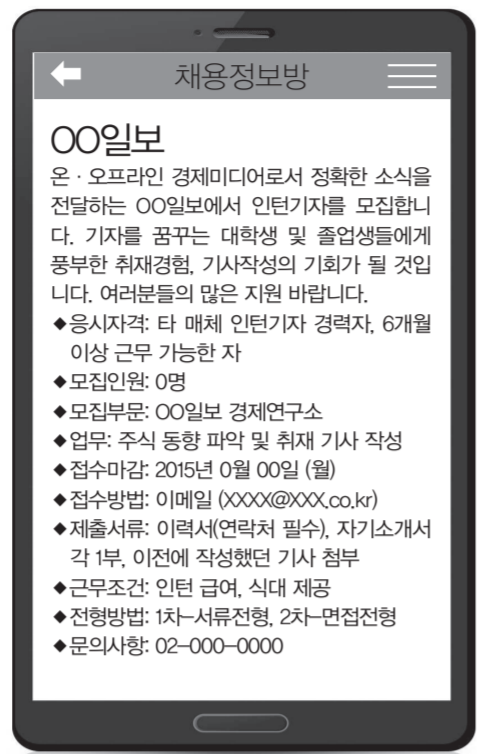 채용정보방
OO일보
온·오프라인 경제미디어로서 정확한 소식을
전달하는 OO일보에서 인턴기자를 모집합니
다. 기자를 꿈꾸는 대학생 및 졸업생들에게
풍부한 취재경험, 기사작성의 기회가 될 것입
니다. 여러분들의 많은 지원 바랍니다.
◆응시자격: 타 매체 인턴기자 경력자, 6개월
이상 근무 가능한 자
◆모집인원: 0명
◆모집부문: OO일보 경제연구소
◆업무: 주식 동향 파악 및 취재 기사 작성
◆접수마감: 2015년 0월 00일 (월)
◆접수방법: 이메일 (XXXX@XXX.co.kr)
◆제출서류: 이력서(연락처 필수), 자기소개서
각 1부, 이전에 작성했던 기사 첨부
◆근무조건: 인턴 급여, 식대 제공
◆전형방법: 1차-서류전형, 2차-면접전형
◆문의사항: 02-000-0000